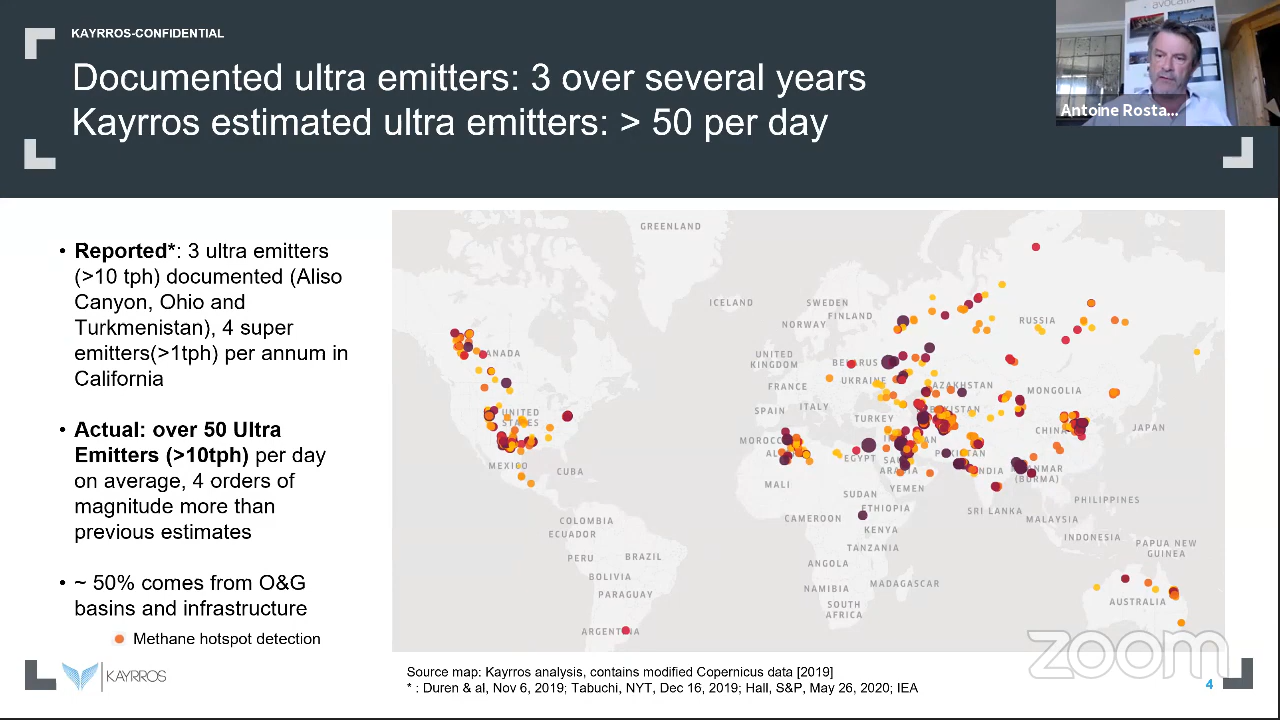 KAYRROS-CONFIDENTIAL
Documented ultra emitters: 3 over several years
Kayrros estimated ultra emitters: > 50 per day
Antoine Rosta...
• Reported*: 3 ultra emitters
(>10 tph) documented (Aliso
Canyon, Ohio and
Turkmenistan), 4 super
emitters(>1tph) per annum in
California
• Actual: over 50 Ultra
Emitters (>10tph) per day
on average, 4 orders of
magnitude more than
previous estimates
• ~ 50% comes from O&G
basins and infrastructure
Methane hotspot detection
KAYRROS
GREENLAND
ICELAND
SWEDEN
FINLAND
NORWAY
RUSSIA
UNITED
KINGDOM
BELARUS
UKRAINE
FRANCE
MONGOLIA
SPAIN
ITALY
TURKEY
CHINA
JAPAN
UNITED
STATES
MEXICO
CUBA
EGYPT
ARABIA
MALI
SUDAN
YEMEN
(BURMA)
PHILIPPINES
SRI LANKA
MALAYSIA
CAMEROON
ETHIOPIA
KENYA
COLOMBIA
ECUADOR
INDONESIA
PAPUA NEW
GUINEA
TANZANIA
PERU
BRAZIL
ANGOLA
BOLIVIA
MADAGASCAR
NAMIBIA
PARAGUAY
SOUTH
AFRICA
AUSTRALIA
zoom
Source map: Kayrros analysis, contains modified Copernicus data [2019]
* : Duren & al, Nov 6, 2019; Tabuchi, NYT, Dec 16, 2019; Hall, S&P, May 26, 2020; IEA
4